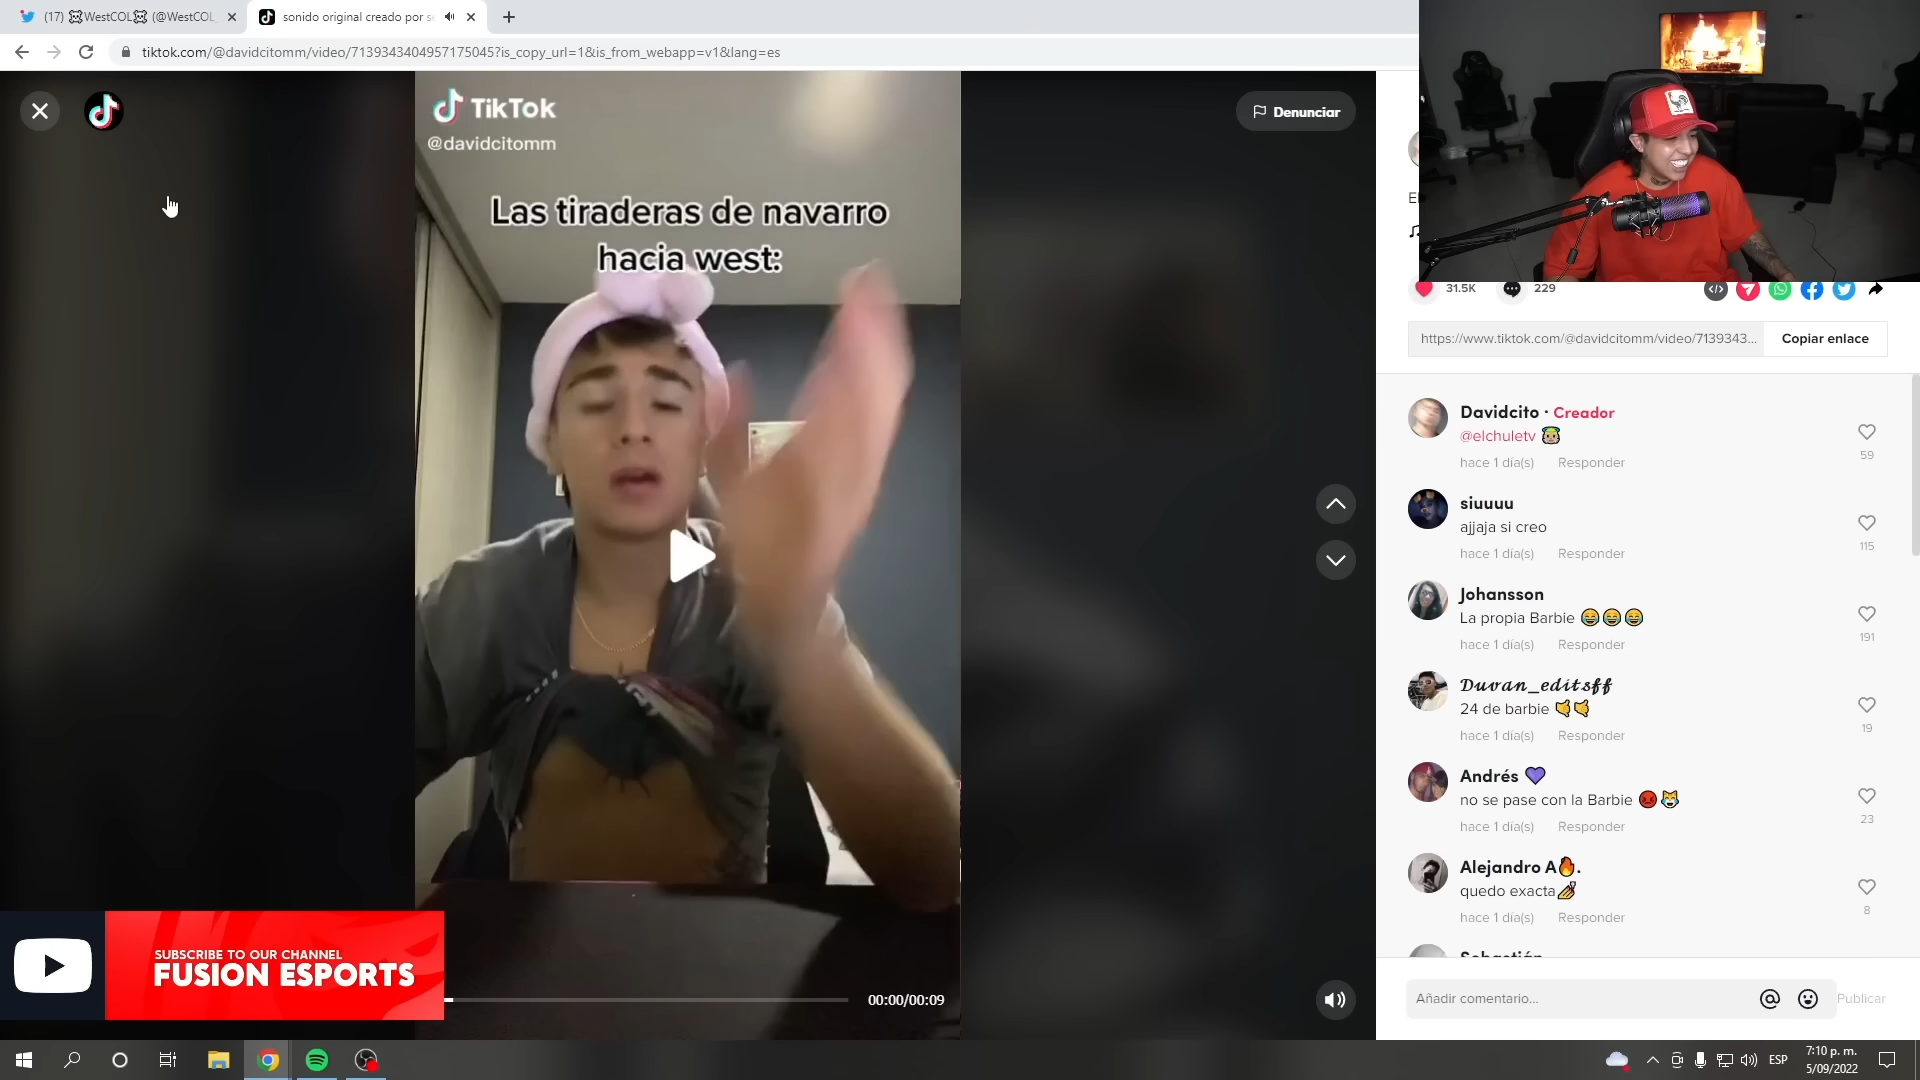 (17) ☠WestCOL☠ (@WestCOL_
sonido original creado por s
tiktok.com/@davidcitomm/video/7139343404957175045?is_copy_url=1&is_from_webapp=v1&lang=es
TikTok
@davidcitomm
Denunciar
Las tiraderas de navarro
hacia west:
El
31.5K
229
https://www.tiktok.com/@davidcitomm/video/7139343...
Copiar enlace
Davidcito · Creador
@elchuletv 👼
59
hace 1 día(s)
Responder
siuuuu
ajjaja si creo
115
hace 1 día(s)
Responder
Johansson
La propia Barbie 😂😂😂
191
hace 1 día(s)
Responder
𝓓𝓾𝓿𝓪𝓷_𝓮𝓭𝓲𝓽𝓼𝓯𝓯
24 de barbie 🤙🤙
19
hace 1 día(s)
Responder
Andrés 💜
no se pase con la Barbie 😡😹
23
hace 1 día(s)
Responder
Alejandro A🔥.
quedo exacta💅
8
hace 1 día(s)
Responder
Sebastián
SUBSCRIBE TO OUR CHANNEL
FUSION ESPORTS
00:00/00:09
Añadir comentario...
Publicar
ESP
7:10 p. m.
5/09/2022